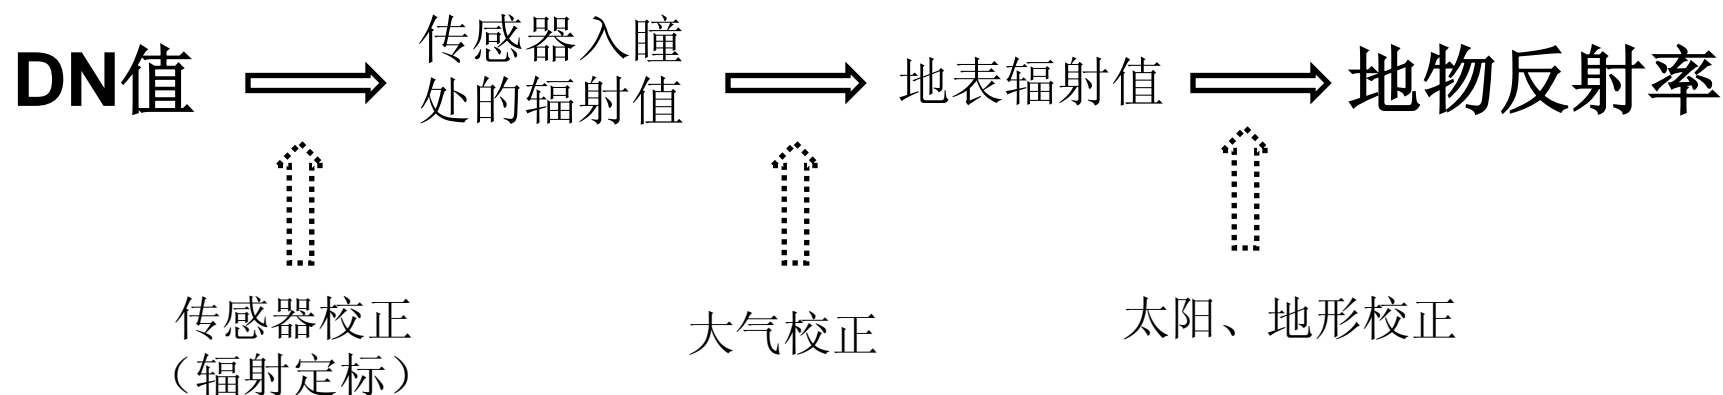 DN值
传感器入瞳
处的辐射值
地表辐射值
地物反射率
传感器校正
（辐射定标）
大气校正
太阳、地形校正